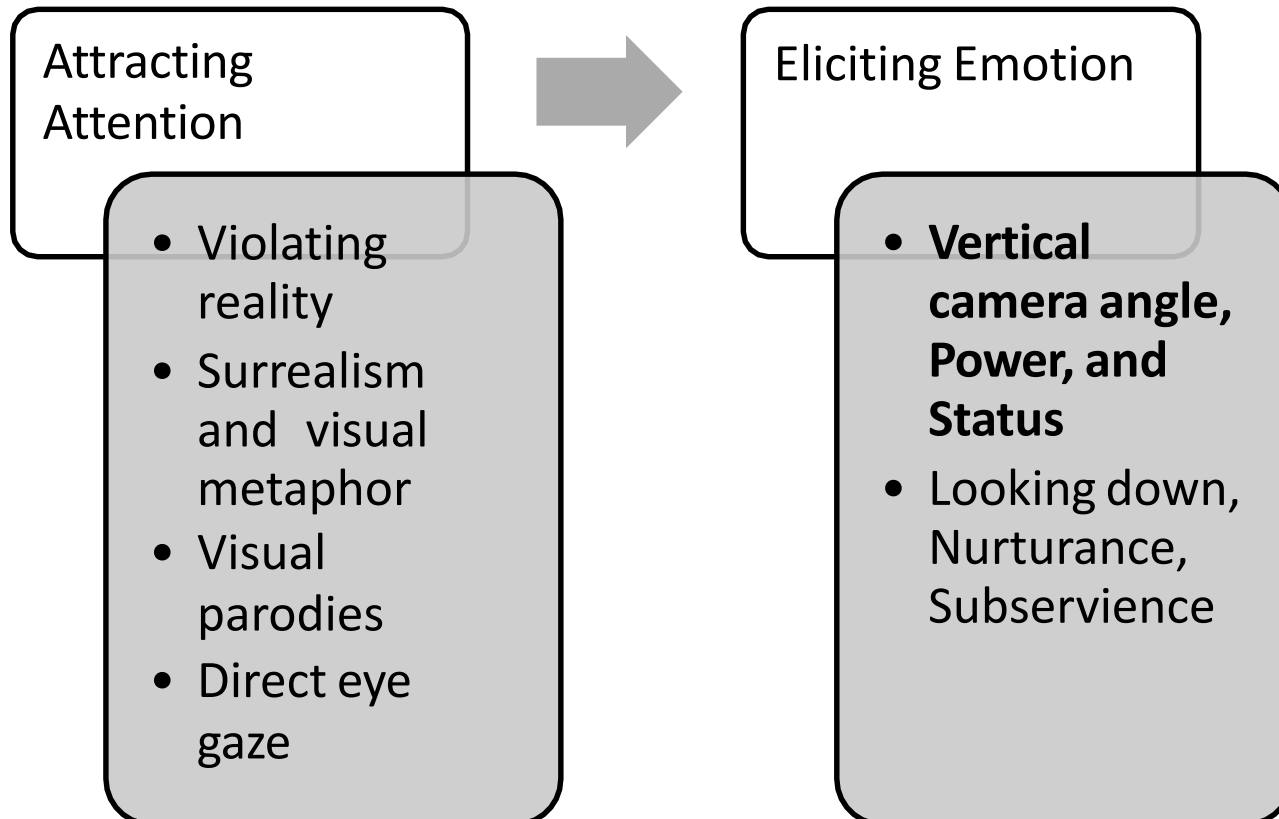 Attracting
Attention
• Violating
reality
• Surrealism
and visual
metaphor
• Visual
parodies
• Direct eye
gaze
Eliciting Emotion
• Vertical
camera angle,
Power, and
Status
• Looking down,
Nurturance,
Subservience